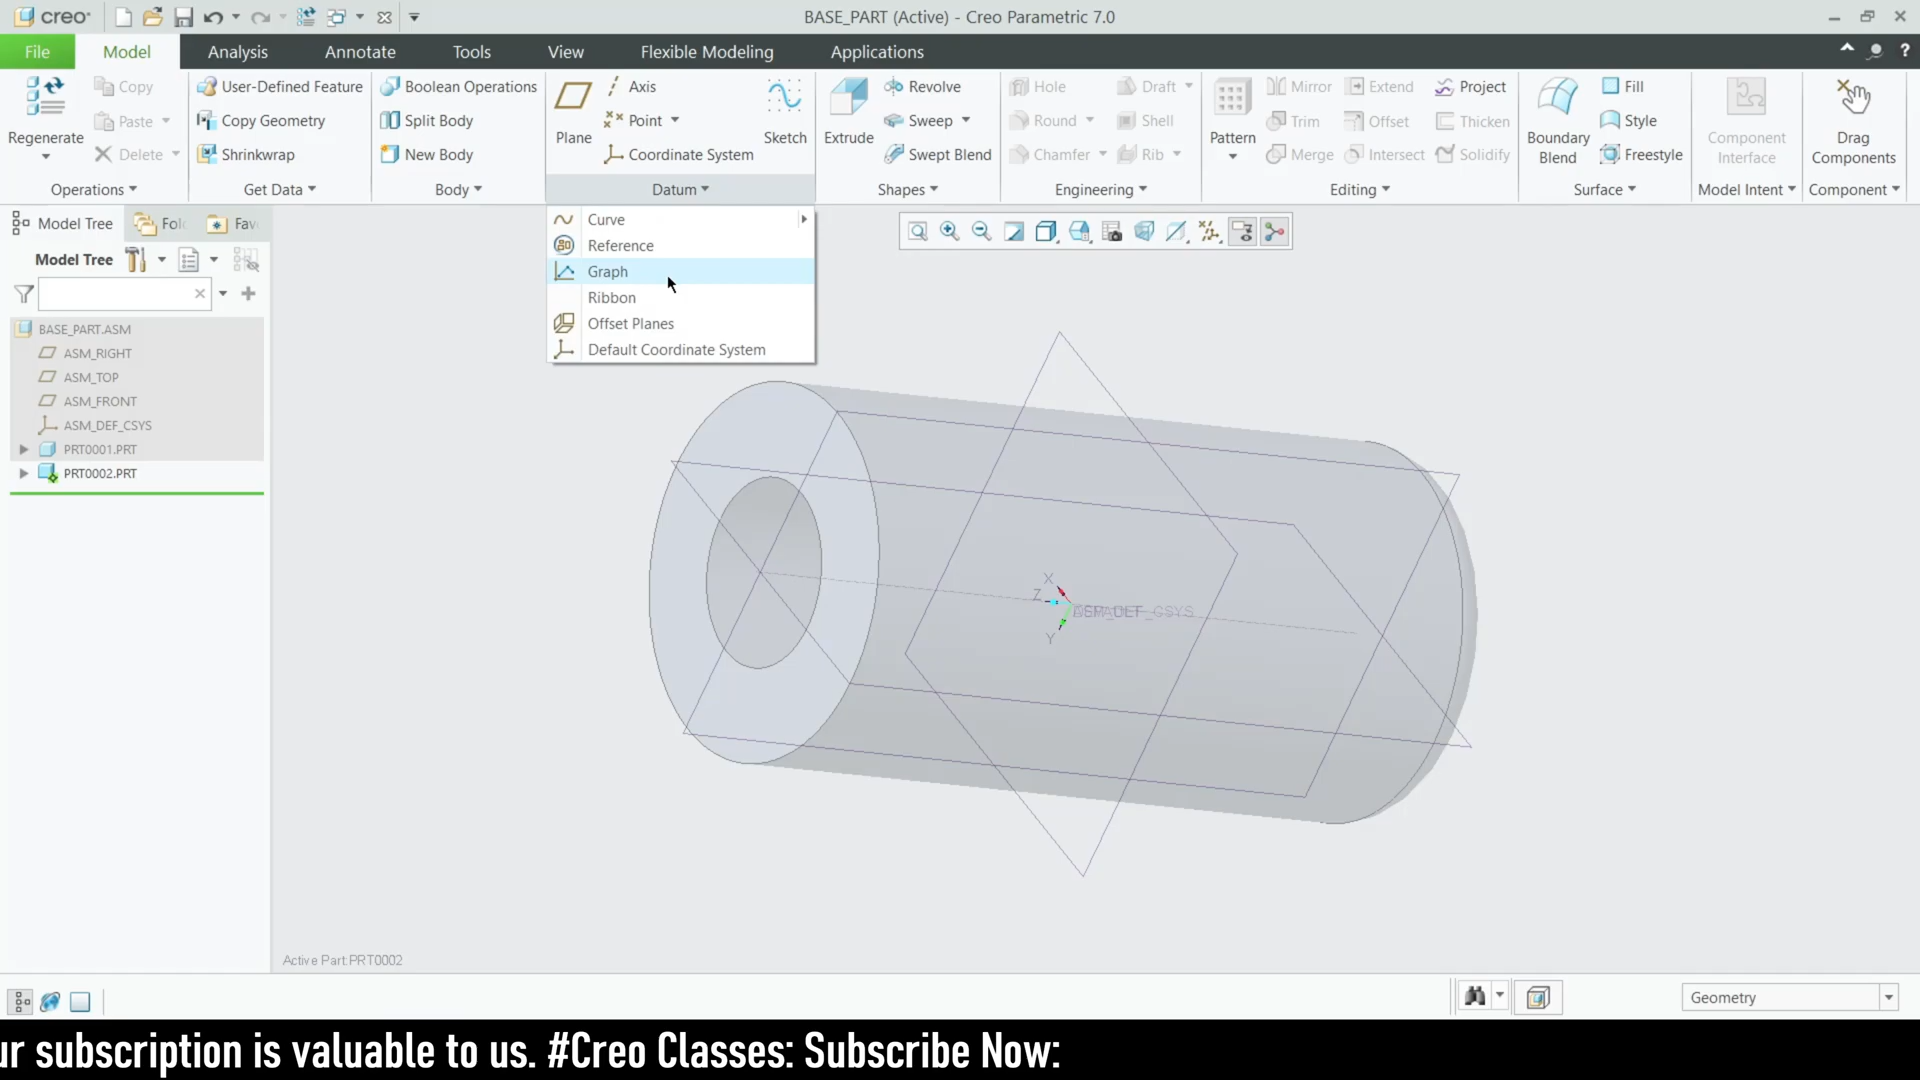 creo
BASE_PART (Active) - Creo Parametric 7.0
File Model Analysis Annotate Tools View Flexible Modeling Applications
Regenerate
Copy
Paste
Delete
Operations
User-Defined Feature
Copy Geometry
Shrinkwrap
Get Data
Boolean Operations
Split Body
New Body
Body
Plane
Axis
Point
Coordinate System
Sketch
Datum
Extrude
Revolve
Sweep
Swept Blend
Shapes
Hole
Round
Chamfer
Draft
Shell
Rib
Engineering
Pattern
Mirror
Trim
Merge
Extend
Offset
Intersect
Project
Thicken
Solidify
Editing
Boundary
Blend
Fill
Style
Freestyle
Surface
Component
Interface
Model Intent
Drag
Components
Component
Curve
Reference
Graph
Ribbon
Offset Planes
Default Coordinate System
Model Tree
Fol
Fav
Model Tree
BASE_PART.ASM
ASM_RIGHT
ASM_TOP
ASM_FRONT
ASM_DEF_CSYS
PRT0001.PRT
PRT0002.PRT
X
Z
Y
Active Part:PRT0002
Geometry
ur subscription is valuable to us. #Creo Classes: Subscribe Now: